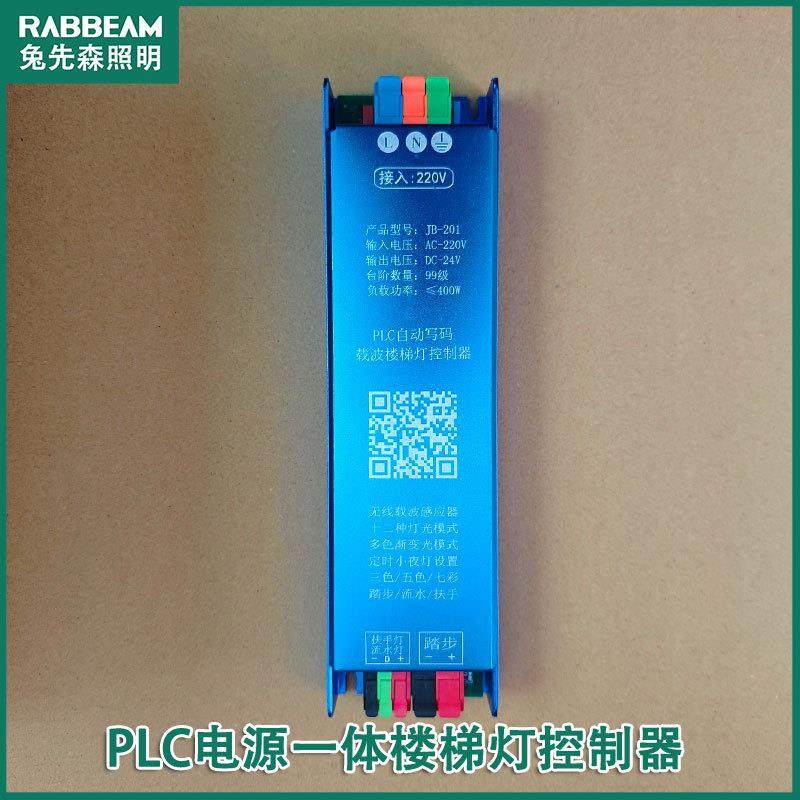 RABBEAM
兔先森照明
L N
接入:220V
产品型号: JB-201
输入电压: AC-220V
输出电压: DC-24V
台阶数量: 99级
负载功率: ≤400W
PLC自动写码
载波楼梯灯控制器
无线载波感应器
十二种灯光模式
多色渐变光模式
定时小夜灯设置
三色/五色/七彩
踏步/流水/扶手
扶手灯
流水灯
- D +
踏步
- +
PLC电源一体楼梯灯控制器